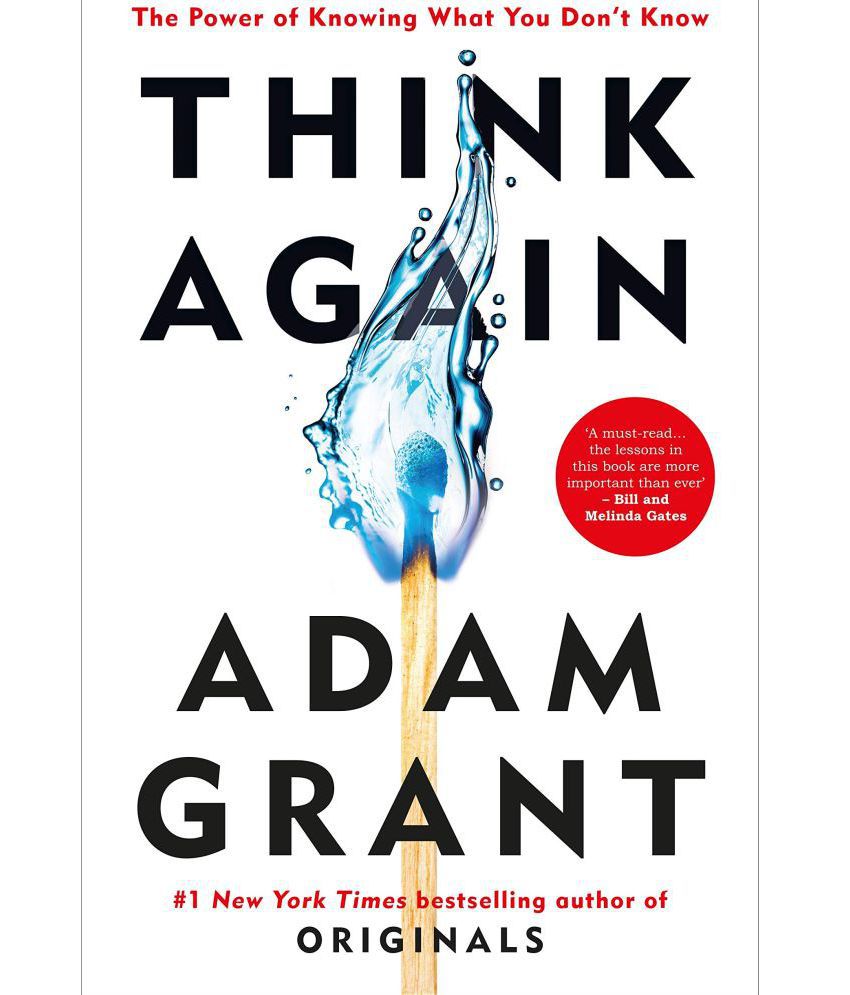 The Power of Knowing What You Don't Know
THINK
AGAIN
'A must-read...
the lessons in
this book are more
important than ever'
– Bill and
Melinda Gates
ADAM
GRANT
#1 New York Times bestselling author of
ORIGINALS